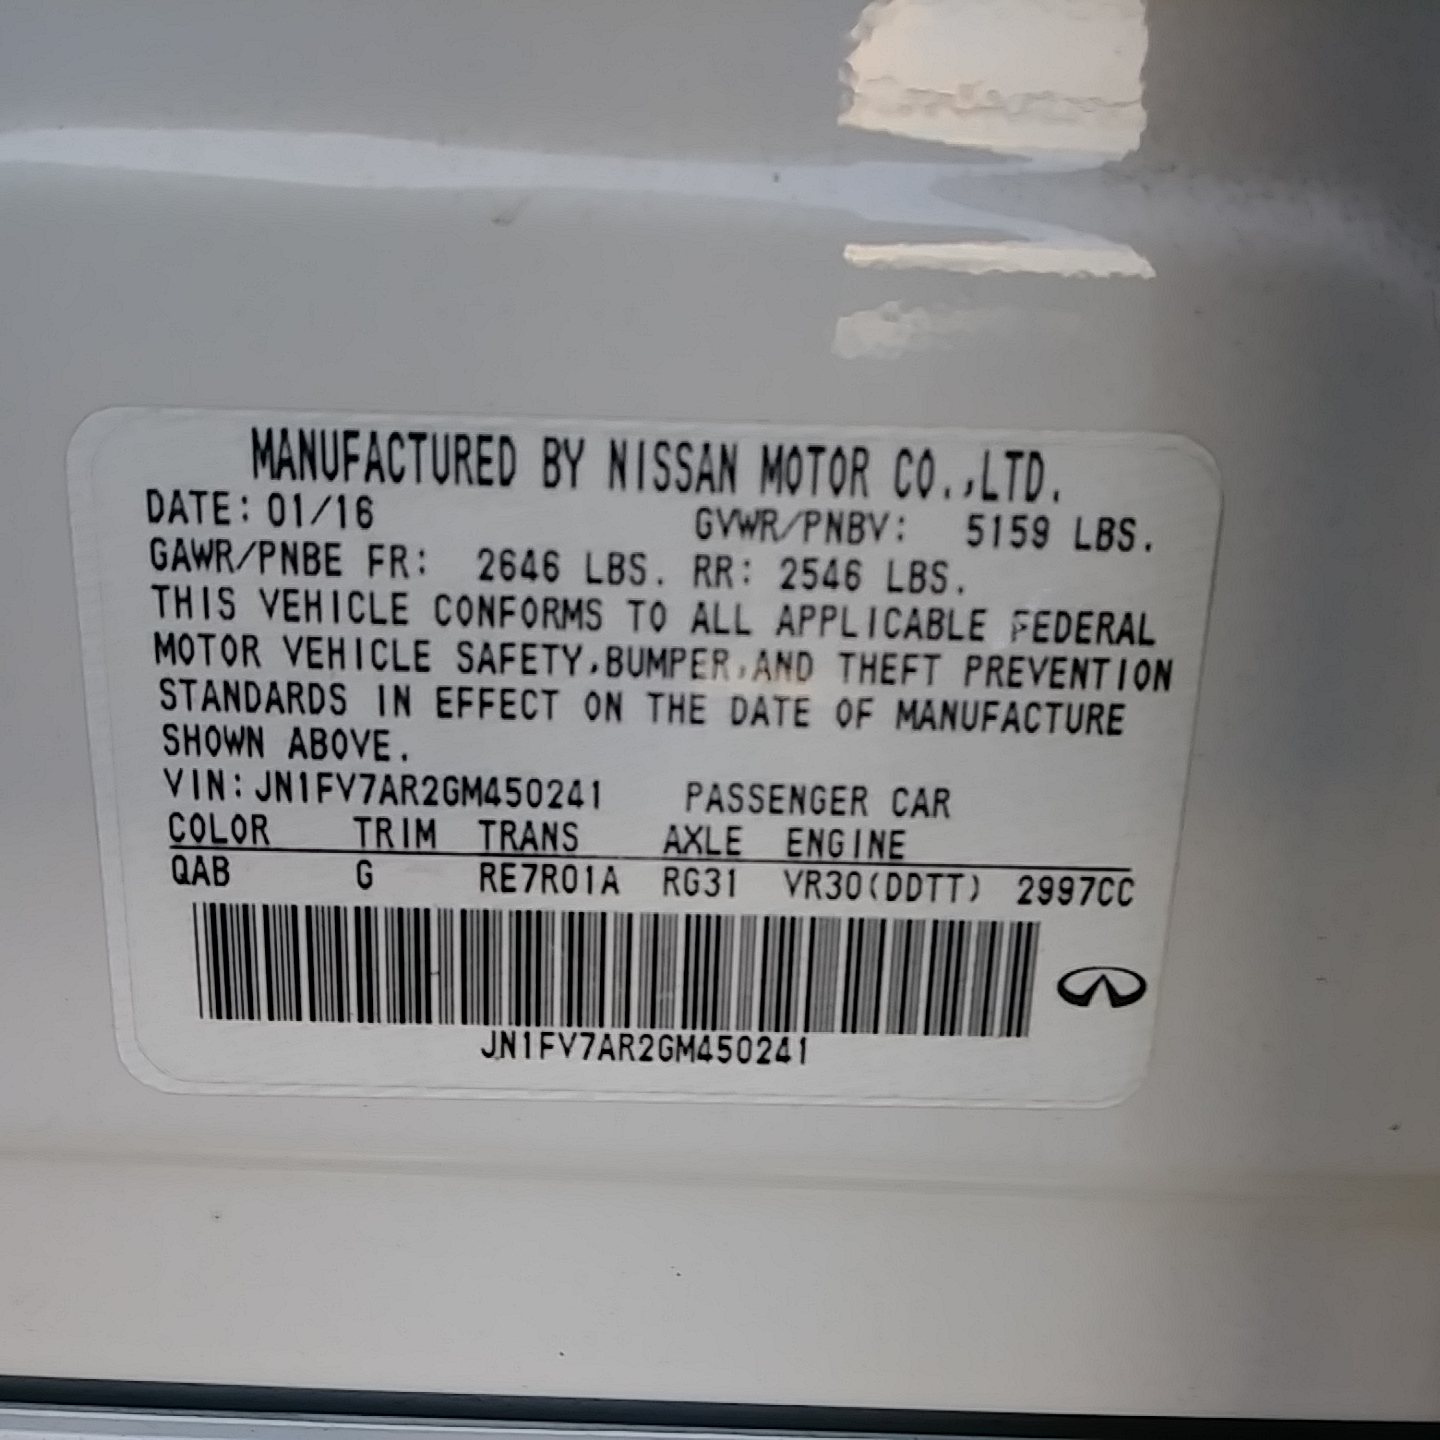 MANUFACTURED BY NISSAN MOTOR CO.,LTD.
DATE: 01/16 GVWR/PNBV: 5159 LBS.
GAWR/PNBE FR: 2646 LBS. RR: 2546 LBS.
THIS VEHICLE CONFORMS TO ALL APPLICABLE FEDERAL
MOTOR VEHICLE SAFETY,BUMPER,AND THEFT PREVENTION
STANDARDS IN EFFECT ON THE DATE OF MANUFACTURE
SHOWN ABOVE.
VIN: JN1FV7AR2GM450241 PASSENGER CAR
COLOR TRIM TRANS AXLE ENGINE
QAB G RE7R01A RG31 VR30(DDTT) 2997CC
JN1FV7AR2GM450241